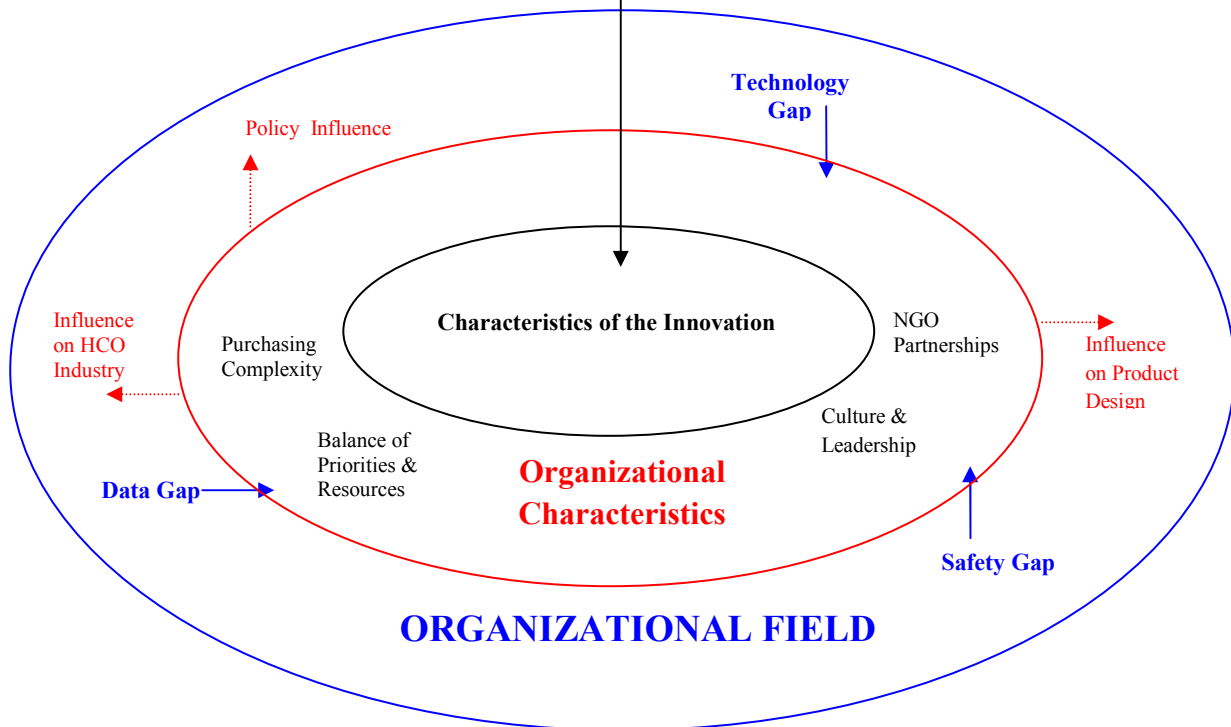 Technology
Gap
Policy Influence
Characteristics of the Innovation
Influence
on HCO
Industry
Purchasing
Complexity
NGO
Partnerships
Influence
on Product
Design
Culture &
Leadership
Balance of
Priorities &
Resources
Organizational
Characteristics
Data Gap
Safety Gap
ORGANIZATIONAL FIELD